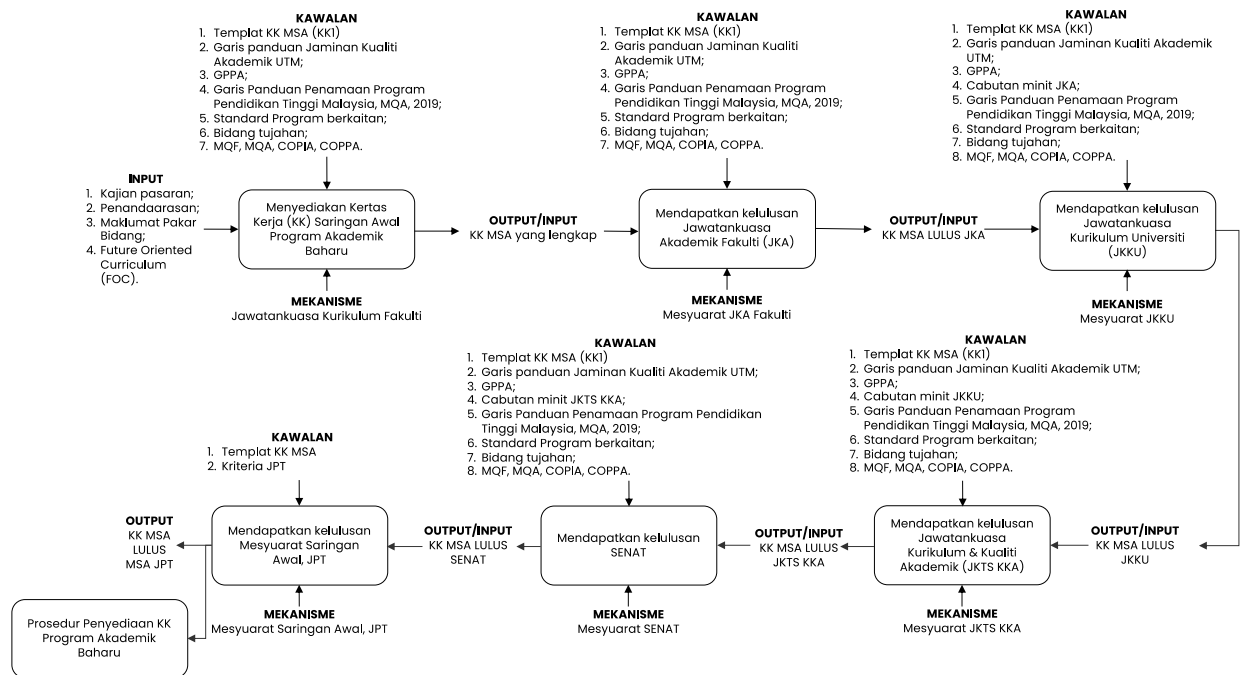 KAWALAN
1. Templat KK MSA (KK1)
2. Garis panduan Jaminan Kualiti
Akademik UTM;
3. GPPA;
4. Garis Panduan Penamaan Program
Pendidikan Tinggi Malaysia, MQA, 2019;
5. Standard Program berkaitan;
6. Bidang tujahan;
7. MQF, MQA, COPIA, COPPA.
INPUT
1. Kajian pasaran;
2. Penandaarasan;
3. Maklumat Pakar
Bidang;
4. Future Oriented
Curriculum
(FOC).
Menyediakan Kertas
Kerja (KK) Saringan Awal
Program Akademik
Baharu
MEKANISME
Jawatankuasa Kurikulum Fakulti
OUTPUT/INPUT
KK MSA yang lengkap
KAWALAN
1. Templat KK MSA (KK1)
2. Garis panduan Jaminan Kualiti
Akademik UTM;
3. GPPA;
4. Garis Panduan Penamaan Program
Pendidikan Tinggi Malaysia, MQA, 2019;
5. Standard Program berkaitan;
6. Bidang tujahan;
7. MQF, MQA, COPIA, COPPA.
Mendapatkan kelulusan
Jawatankuasa
Akademik Fakulti (JKA)
MEKANISME
Mesyuarat JKA Fakulti
OUTPUT/INPUT
KK MSA LULUS JKA
KAWALAN
1. Templat KK MSA (KK1)
2. Garis panduan Jaminan Kualiti Akademik
UTM;
3. GPPA;
4. Cabutan minit JKA;
5. Garis Panduan Penamaan Program
Pendidikan Tinggi Malaysia, MQA, 2019;
6. Standard Program berkaitan;
7. Bidang tujahan;
8. MQF, MQA, COPIA, COPPA.
Mendapatkan kelulusan
Jawatankuasa
Kurikulum Universiti
(JKKU)
MEKANISME
Mesyuarat JKKU
OUTPUT/INPUT
KK MSA LULUS
JKKU
KAWALAN
1. Templat KK MSA (KK1)
2. Garis panduan Jaminan Kualiti Akademik UTM;
3. GPPA;
4. Cabutan minit JKKU;
5. Garis Panduan Penamaan Program
Pendidikan Tinggi Malaysia, MQA, 2019;
6. Standard Program berkaitan;
7. Bidang tujahan;
8. MQF, MQA, COPIA, COPPA.
Mendapatkan kelulusan
Jawatankuasa
Kurikulum & Kualiti
Akademik (JKTS KKA)
MEKANISME
Mesyuarat JKTS KKA
OUTPUT/INPUT
KK MSA LULUS
JKTS KKA
KAWALAN
1. Templat KK MSA (KK1)
2. Garis panduan Jaminan Kualiti Akademik UTM;
3. GPPA;
4. Cabutan minit JKTS KKA;
5. Garis Panduan Penamaan Program Pendidikan
Tinggi Malaysia, MQA, 2019;
6. Standard Program berkaitan;
7. Bidang tujahan;
8. MQF, MQA, COPIA, COPPA.
Mendapatkan kelulusan
SENAT
MEKANISME
Mesyuarat SENAT
OUTPUT/INPUT
KK MSA LULUS
SENAT
KAWALAN
1. Templat KK MSA
2. Kriteria JPT
Mendapatkan kelulusan
Mesyuarat Saringan
Awal, JPT
MEKANISME
Mesyuarat Saringan Awal, JPT
OUTPUT
KK MSA
LULUS
MSA JPT
Prosedur Penyediaan KK
Program Akademik
Baharu